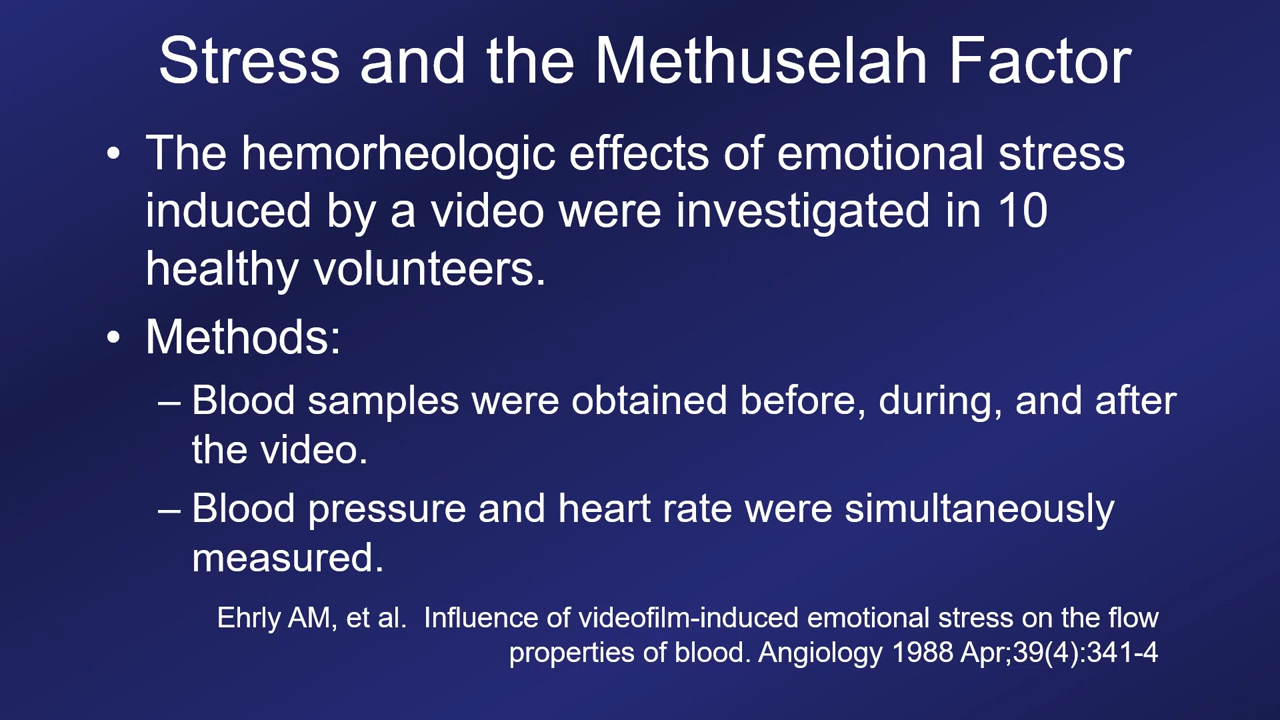 Stress and the Methuselah Factor
• The hemorheologic effects of emotional stress
induced by a video were investigated in 10
healthy volunteers.
• Methods:
– Blood samples were obtained before, during, and after
the video.
– Blood pressure and heart rate were simultaneously
measured.
Ehrly AM, et al.  Influence of videofilm-induced emotional stress on the flow
properties of blood. Angiology 1988 Apr;39(4):341-4